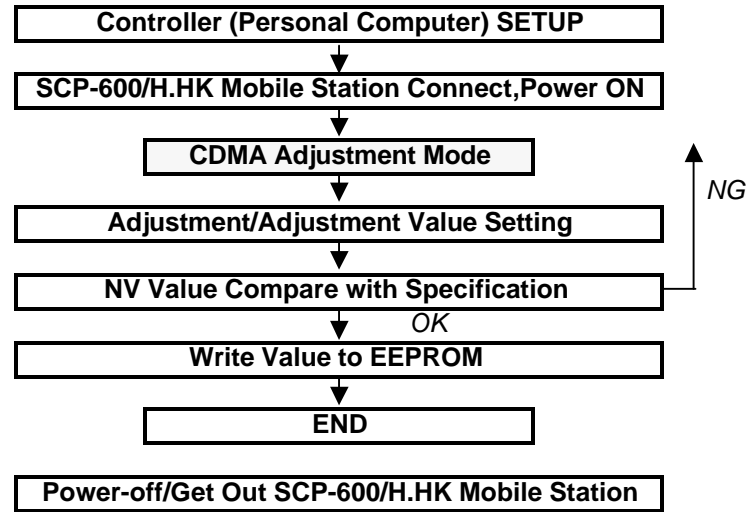 Controller (Personal Computer) SETUP
SCP-600/H.HK Mobile Station Connect,Power ON
CDMA Adjustment Mode
NG
Adjustment/Adjustment Value Setting
NV Value Compare with Specification
OK
Write Value to EEPROM
END
Power-off/Get Out SCP-600/H.HK Mobile Station